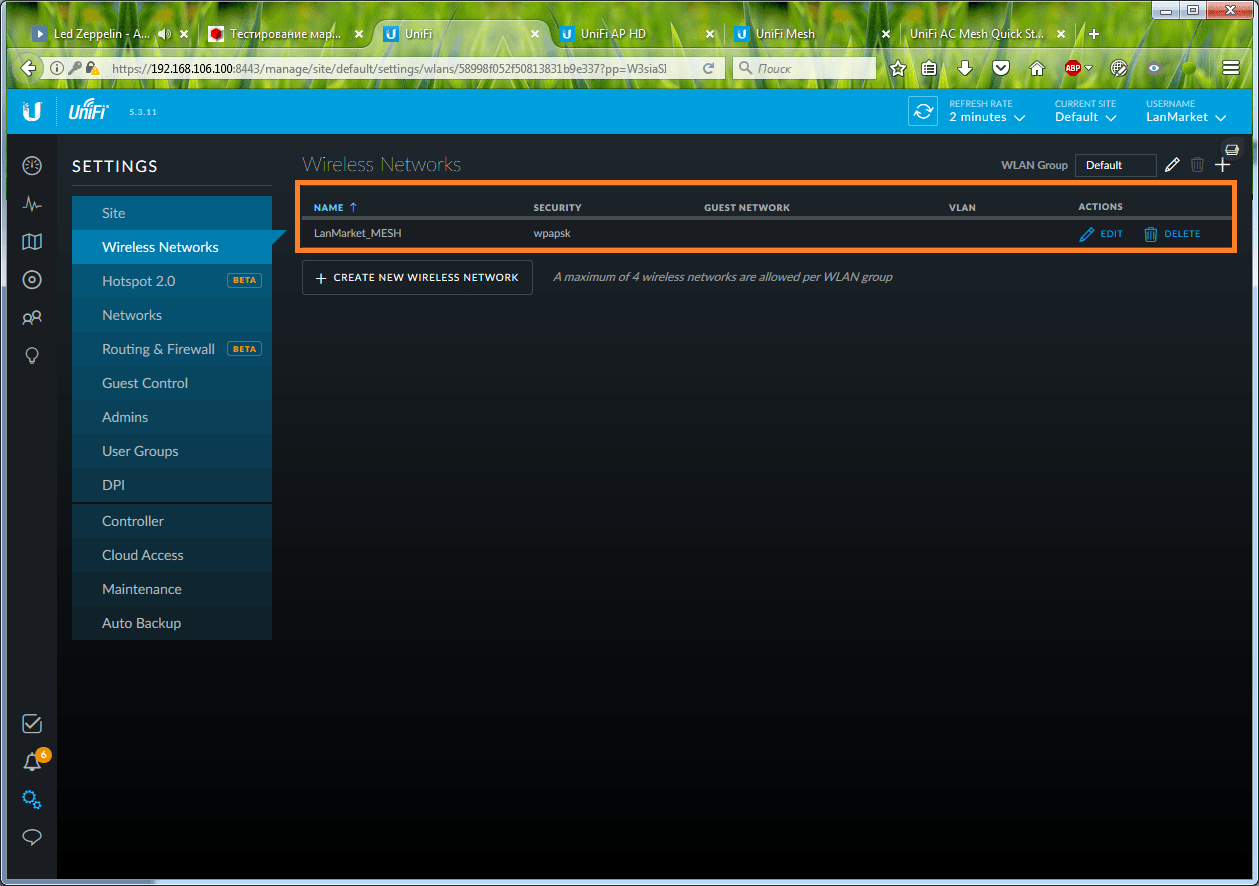 Led Zeppelin - A...
Тестирование мар...
UniFi
UniFi AP HD
UniFi Mesh
UniFi AC Mesh Quick St...
https://192.168.106.100:8443/manage/site/default/settings/wlans/58998f052f50813831b9e337?pp=W3siaSI
Поиск
ABP
U
UniFi
5.3.11
REFRESH RATE
2 minutes
CURRENT SITE
Default
USERNAME
LanMarket
SETTINGS
Site
Wireless Networks
Hotspot 2.0 BETA
Networks
Routing & Firewall BETA
Guest Control
Admins
User Groups
DPI
Controller
Cloud Access
Maintenance
Auto Backup
6
Wireless Networks
WLAN Group Default
NAME ↑ SECURITY GUEST NETWORK VLAN ACTIONS
LanMarket_MESH wpapsk EDIT DELETE
+ CREATE NEW WIRELESS NETWORK A maximum of 4 wireless networks are allowed per WLAN group